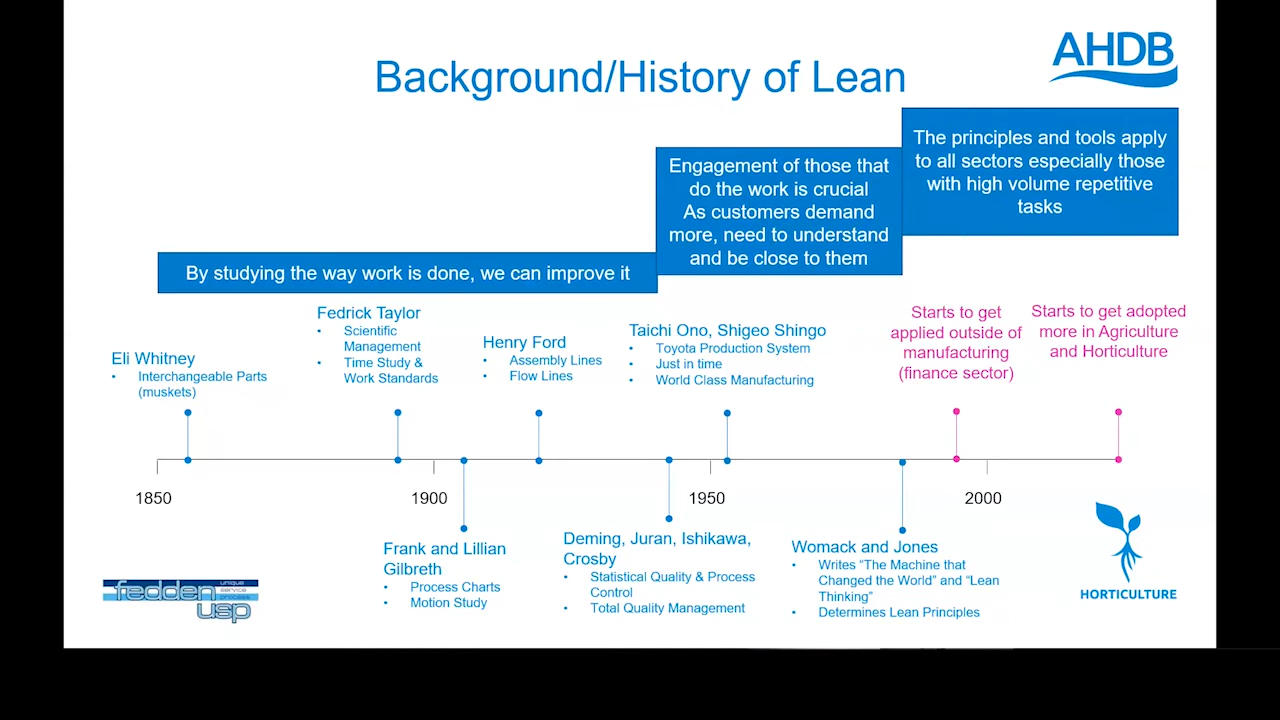 AHDB
Background/History of Lean
The principles and tools apply
to all sectors especially those
with high volume repetitive
tasks
Engagement of those that
do the work is crucial
As customers demand
more, need to understand
and be close to them
By studying the way work is done, we can improve it
Eli Whitney
• Interchangeable Parts
(muskets)
Fedrick Taylor
• Scientific
Management
• Time Study &
Work Standards
Henry Ford
• Assembly Lines
• Flow Lines
Taichi Ono, Shigeo Shingo
• Toyota Production System
• Just in time
• World Class Manufacturing
Starts to get
applied outside of
manufacturing
(finance sector)
Starts to get adopted
more in Agriculture
and Horticulture
1850
1900
1950
2000
Frank and Lillian
Gilbreth
• Process Charts
• Motion Study
Deming, Juran, Ishikawa,
Crosby
• Statistical Quality & Process
Control
• Total Quality Management
Womack and Jones
• Writes “The Machine that
Changed the World” and “Lean
Thinking”
• Determines Lean Principles
fedden
usp
unique
service
process
HORTICULTURE